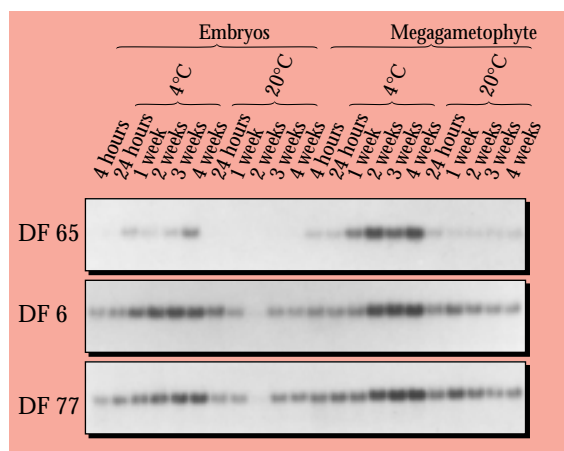 Embryos
Megagametophyte
4°C
20°C
4°C
20°C
4 hours
24 hours
1 week
2 weeks
3 weeks
4 weeks
24 hours
1 week
2 weeks
3 weeks
4 weeks
4 hours
24 hours
1 week
2 weeks
3 weeks
4 weeks
24 hours
1 week
2 weeks
3 weeks
4 weeks
DF 65
DF 6
DF 77